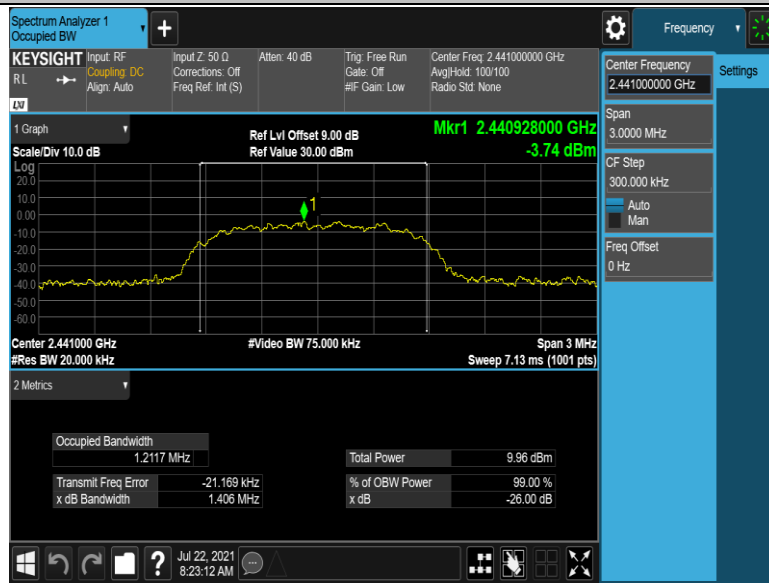 Spectrum Analyzer 1
Occupied BW
+
Frequency
KEYSIGHT
RL
LXI
Input: RF
Coupling: DC
Align: Auto
Input Z: 50 Ω
Corrections: Off
Freq Ref: Int (S)
Atten: 40 dB
Trig: Free Run
Gate: Off
#IF Gain: Low
Center Freq: 2.441000000 GHz
Avg|Hold: 100/100
Radio Std: None
Center Frequency
2.441000000 GHz
Settings
Span
3.0000 MHz
CF Step
300.000 kHz
Auto
Man
Freq Offset
0 Hz
1 Graph
Scale/Div 10.0 dB
Ref Lvl Offset 9.00 dB
Ref Value 30.00 dBm
Mkr1 2.440928000 GHz
-3.74 dBm
Log
20.0
10.0
0.00
-10.0
-20.0
-30.0
-40.0
-50.0
-60.0
1
Center 2.441000 GHz
#Res BW 20.000 kHz
#Video BW 75.000 kHz
Span 3 MHz
Sweep 7.13 ms (1001 pts)
2 Metrics
Occupied Bandwidth
1.2117 MHz
Total Power 9.96 dBm
Transmit Freq Error -21.169 kHz
% of OBW Power 99.00 %
x dB Bandwidth 1.406 MHz
x dB -26.00 dB
?
Jul 22, 2021
8:23:12 AM